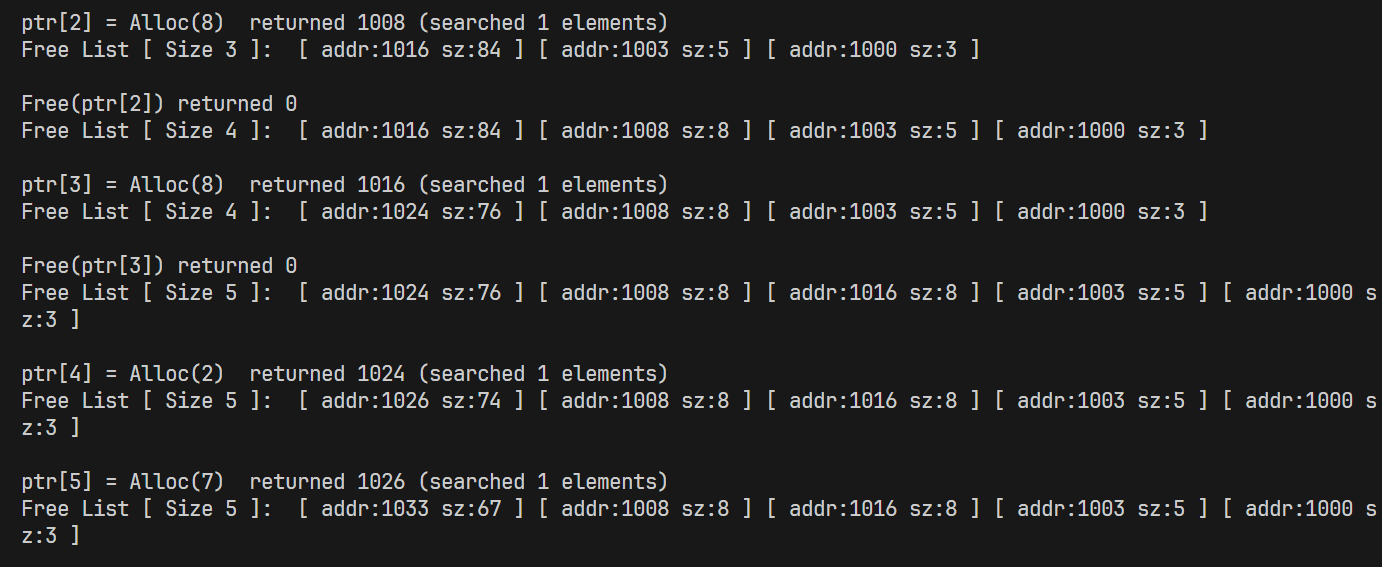 ptr[2] = Alloc(8)  returned 1008 (searched 1 elements)
Free List [ Size 3 ]:  [ addr:1016 sz:84 ] [ addr:1003 sz:5 ] [ addr:1000 sz:3 ]

Free(ptr[2]) returned 0
Free List [ Size 4 ]:  [ addr:1016 sz:84 ] [ addr:1008 sz:8 ] [ addr:1003 sz:5 ] [ addr:1000 sz:3 ]

ptr[3] = Alloc(8)  returned 1016 (searched 1 elements)
Free List [ Size 4 ]:  [ addr:1024 sz:76 ] [ addr:1008 sz:8 ] [ addr:1003 sz:5 ] [ addr:1000 sz:3 ]

Free(ptr[3]) returned 0
Free List [ Size 5 ]:  [ addr:1024 sz:76 ] [ addr:1008 sz:8 ] [ addr:1016 sz:8 ] [ addr:1003 sz:5 ] [ addr:1000 s
z:3 ]

ptr[4] = Alloc(2)  returned 1024 (searched 1 elements)
Free List [ Size 5 ]:  [ addr:1026 sz:74 ] [ addr:1008 sz:8 ] [ addr:1016 sz:8 ] [ addr:1003 sz:5 ] [ addr:1000 s
z:3 ]

ptr[5] = Alloc(7)  returned 1026 (searched 1 elements)
Free List [ Size 5 ]:  [ addr:1033 sz:67 ] [ addr:1008 sz:8 ] [ addr:1016 sz:8 ] [ addr:1003 sz:5 ] [ addr:1000 s
z:3 ]